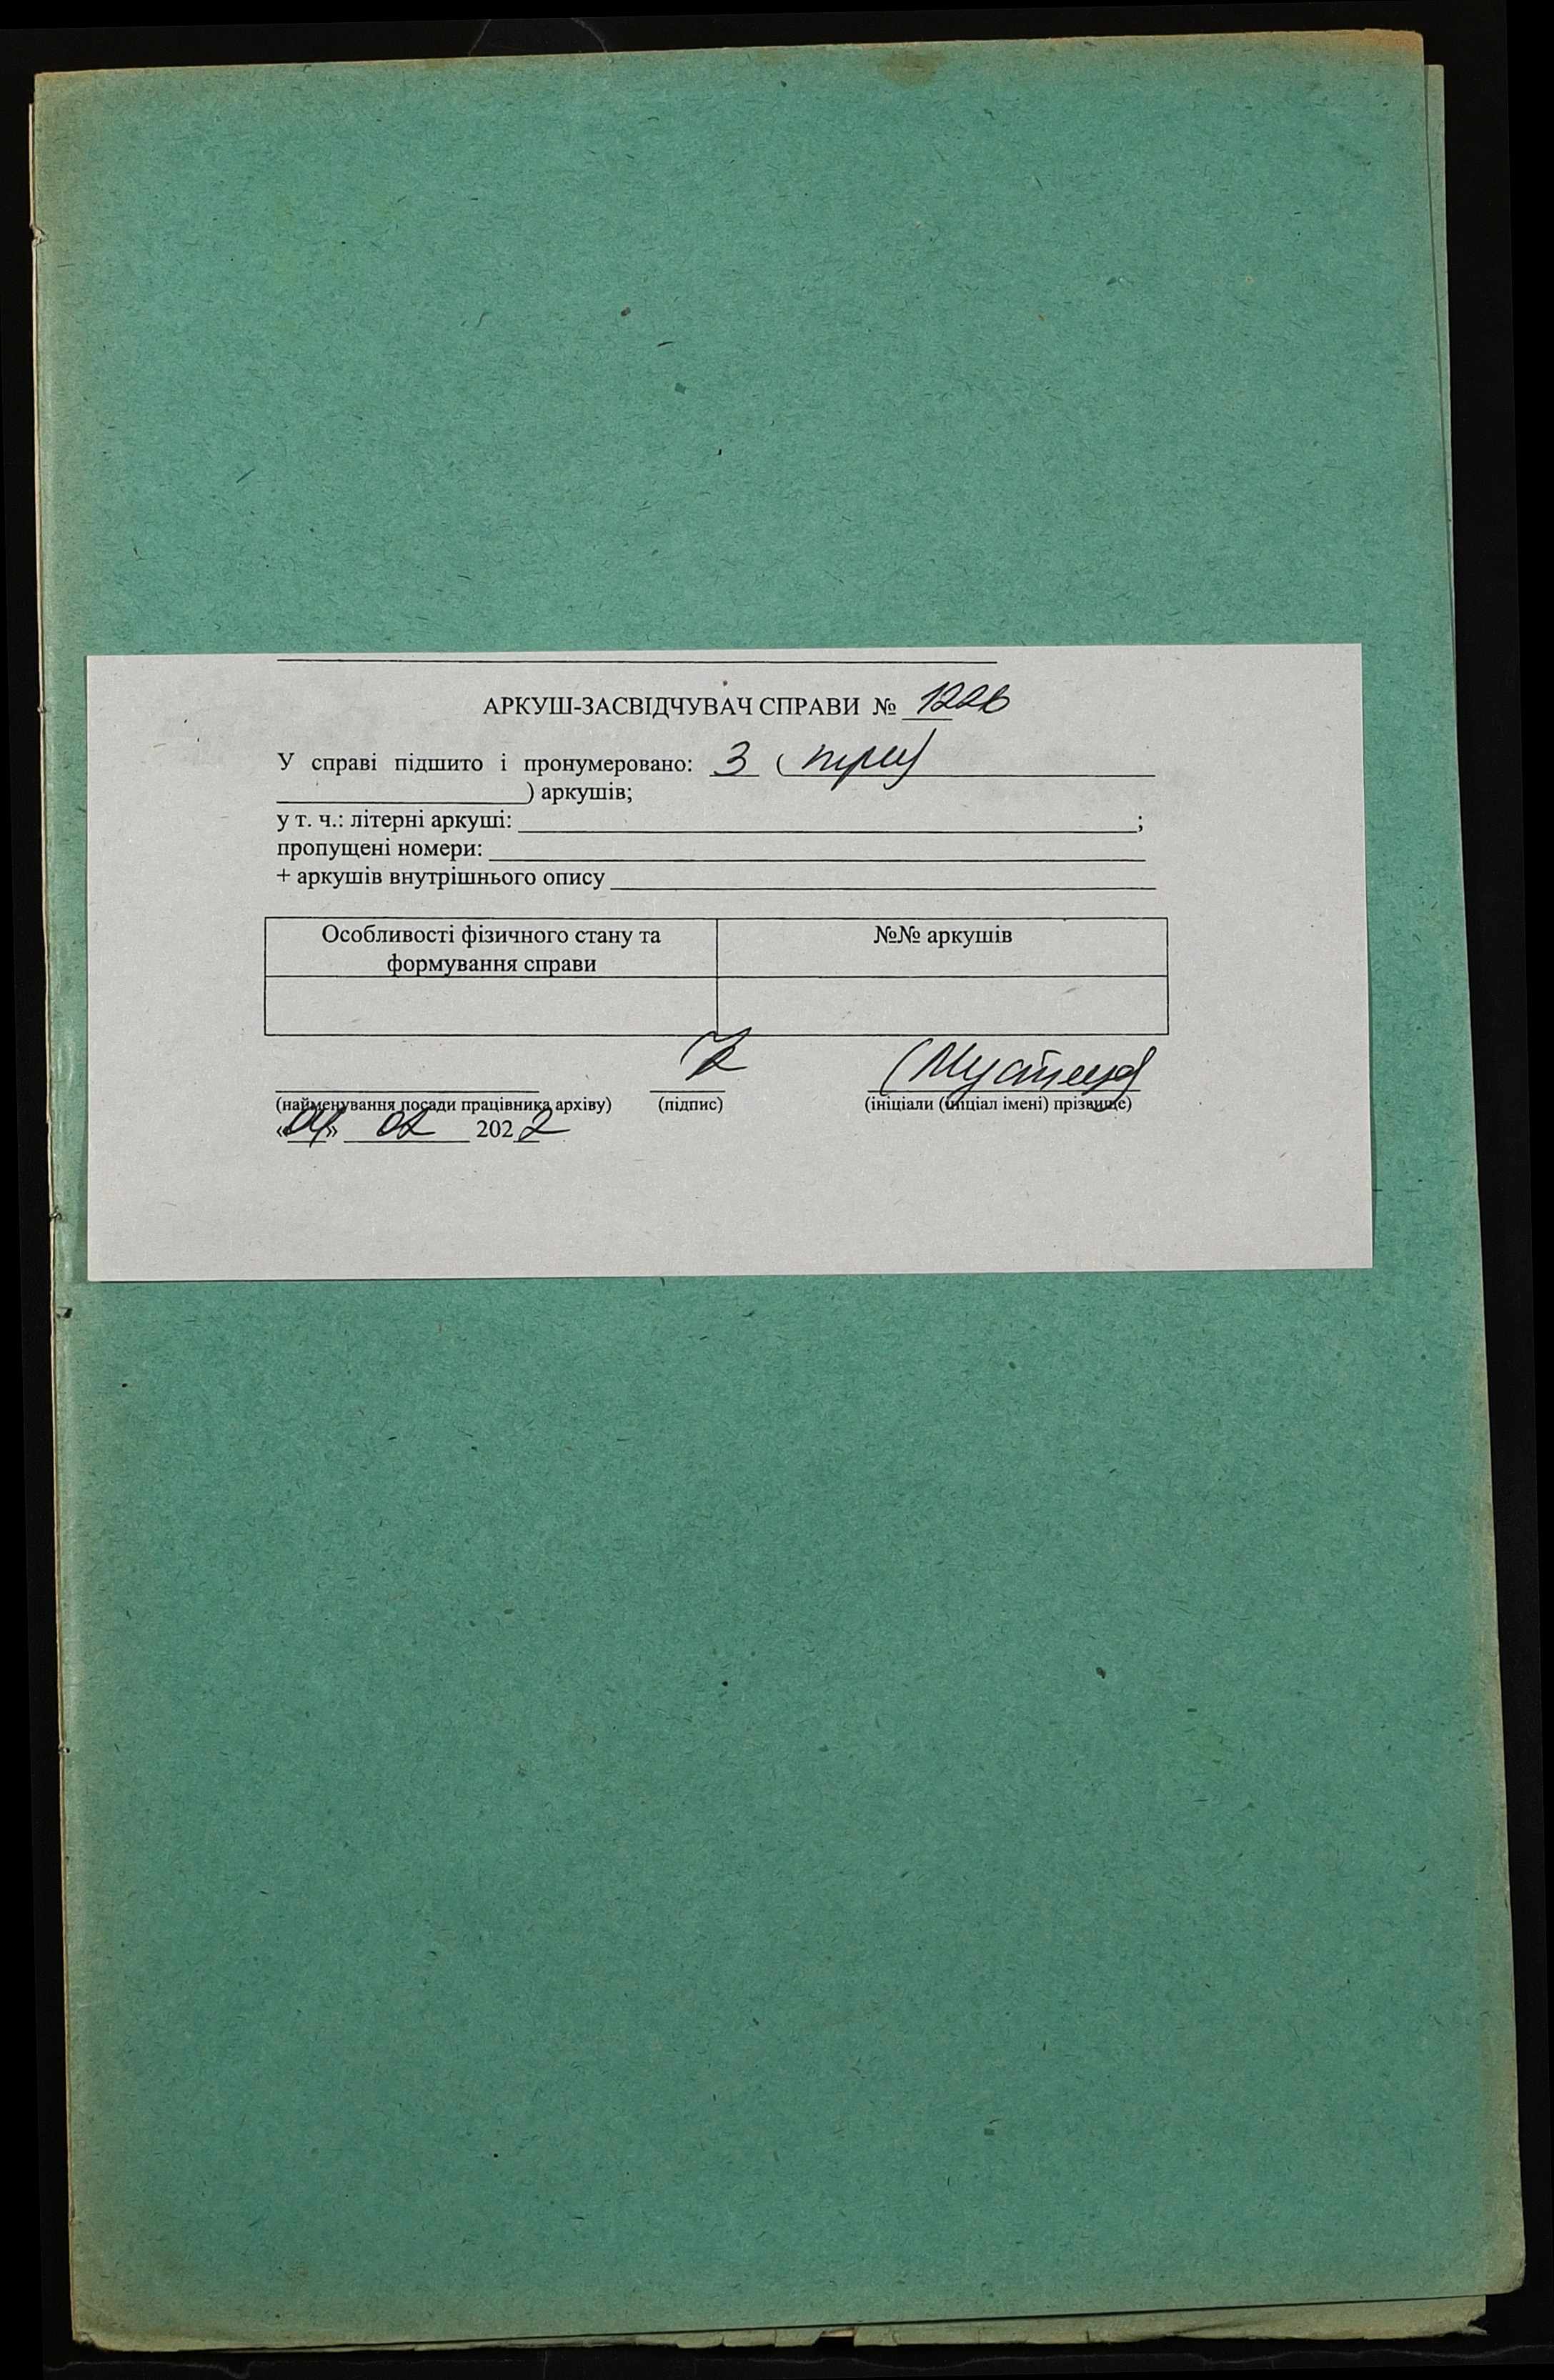 АРКУШ-ЗАСВІДЧУВАЧ СПРАВИ № 1226
У справі підшито і пронумеровано: 3 ( три)
) аркушів;
у т. ч.: літерні аркуші: ;
пропущені номери:
+ аркушів внутрішнього опису
Особливості фізичного стану та
формування справи
№№ аркушів
(найменування посади працівника архіву) (підпис) (ініціали (ініціал імені) прізвище)
«04» 02 2022